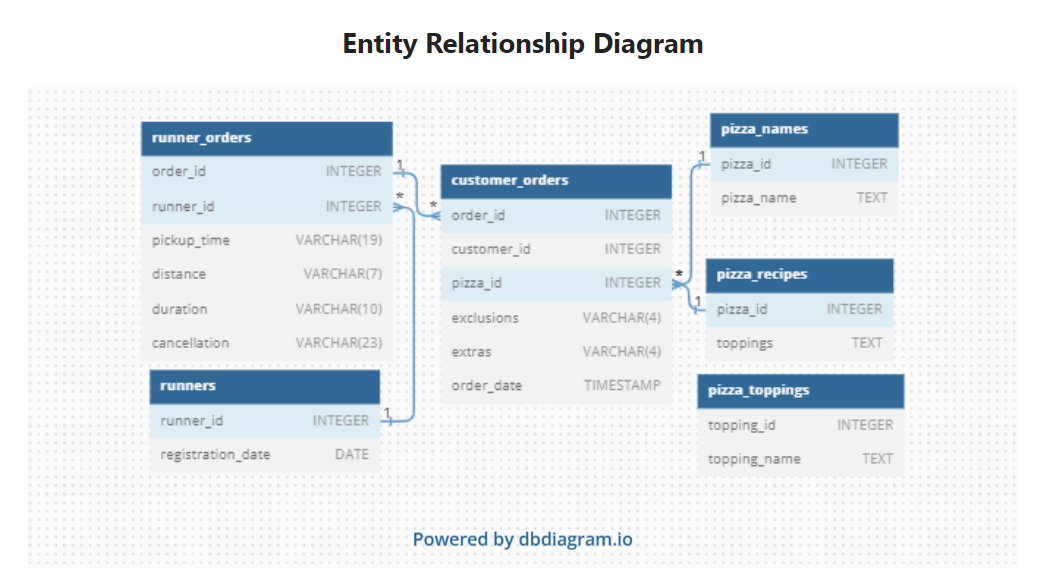 Entity Relationship Diagram
runner_orders
order_id INTEGER 1
runner_id INTEGER *
pickup_time VARCHAR(19)
distance VARCHAR(7)
duration VARCHAR(10)
cancellation VARCHAR(23)
runners
runner_id INTEGER 1
registration_date DATE
customer_orders
* order_id INTEGER
customer_id INTEGER
pizza_id INTEGER *
exclusions VARCHAR(4)
extras VARCHAR(4)
order_date TIMESTAMP
pizza_names
1 pizza_id INTEGER
pizza_name TEXT
pizza_recipes
1 pizza_id INTEGER
toppings TEXT
pizza_toppings
topping_id INTEGER
topping_name TEXT
Powered by dbdiagram.io